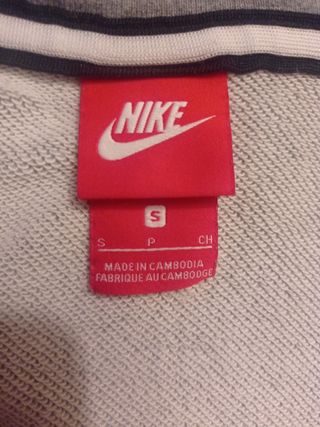 NIKE
S
S P CH
MADE IN CAMBODIA
FABRIQUE AU CAMBODGE